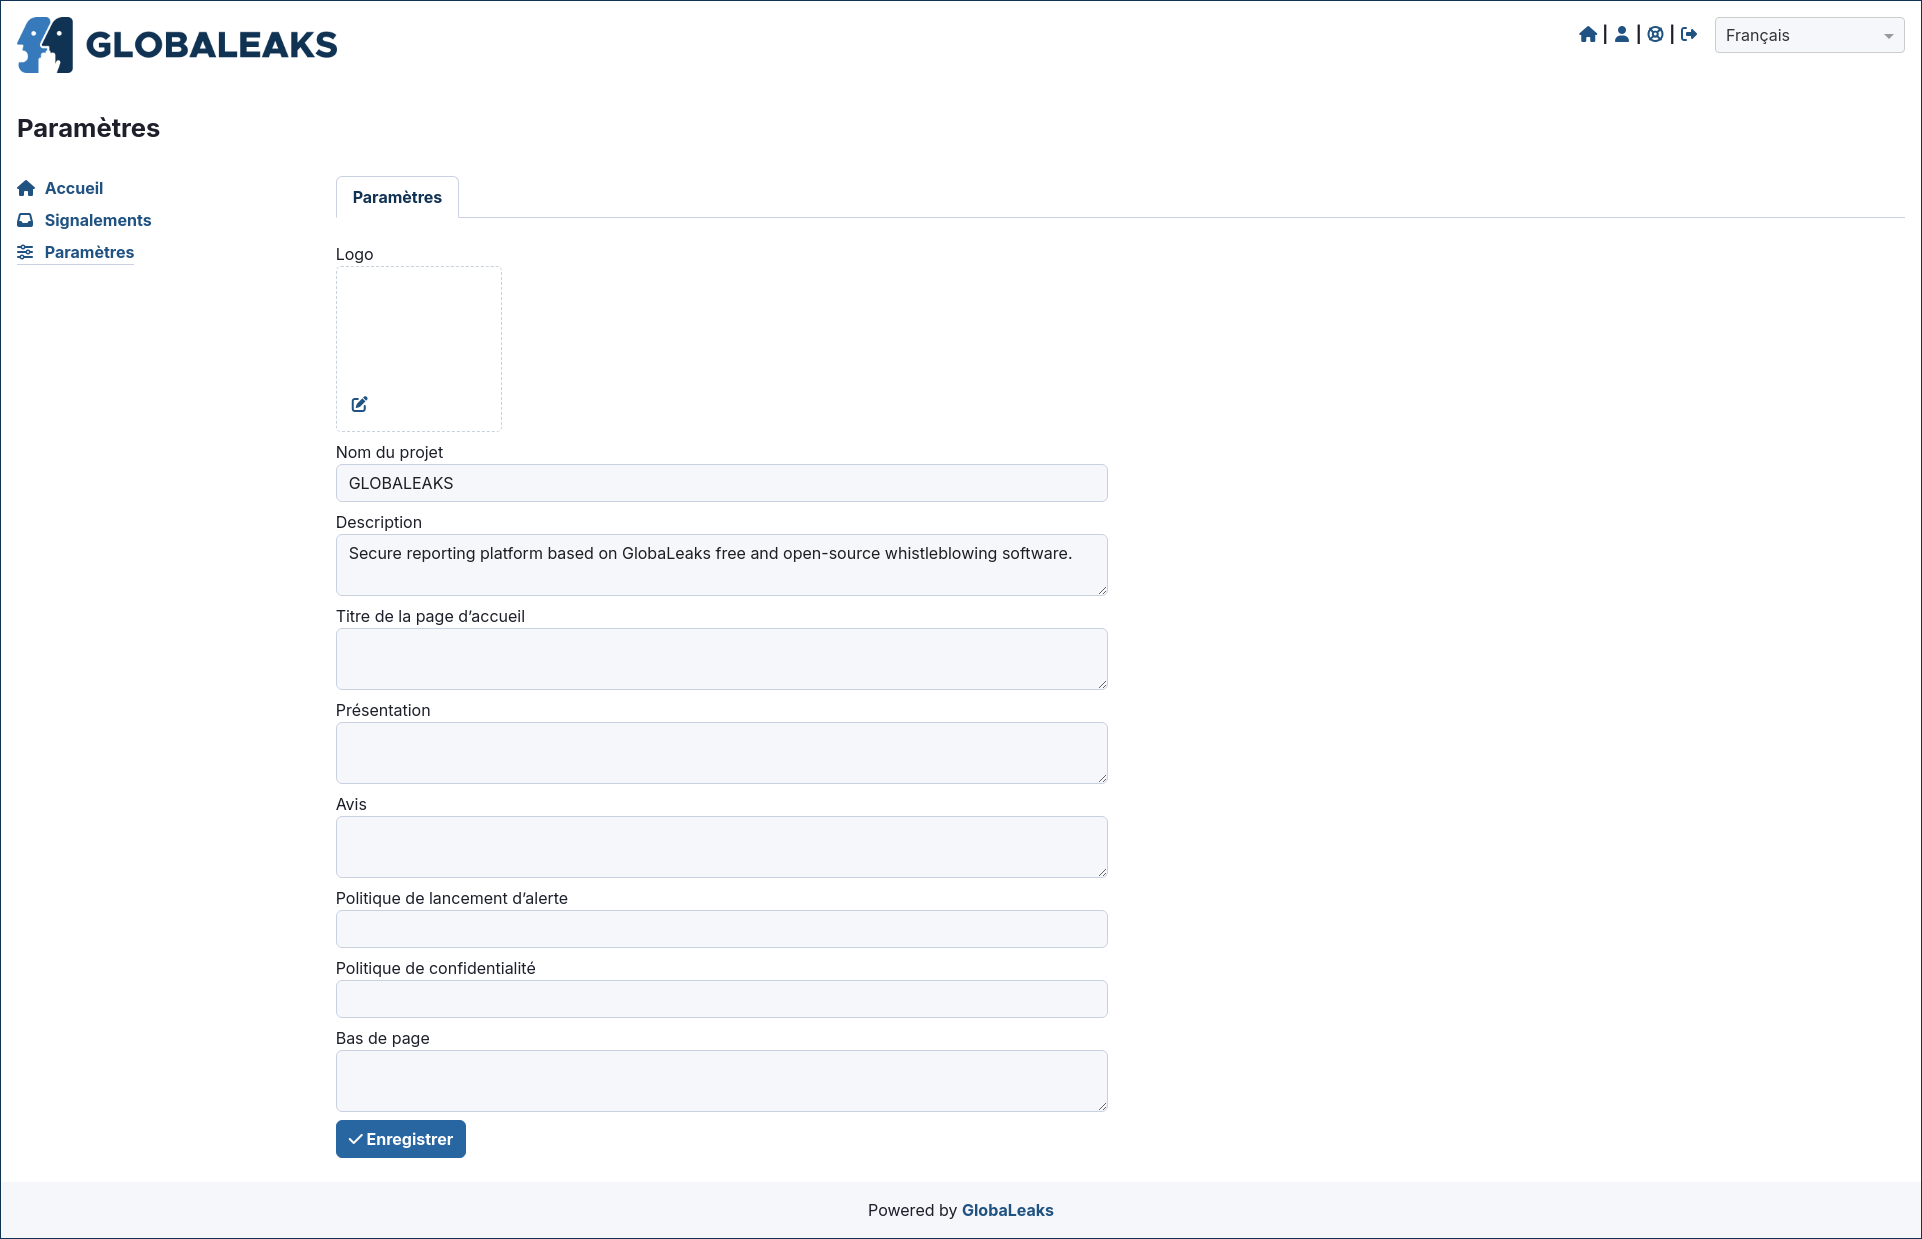 GLOBALEAKS
Français
Paramètres
Accueil
Signalements
Paramètres
Paramètres
Logo
Nom du projet
GLOBALEAKS
Description
Secure reporting platform based on GlobaLeaks free and open-source whistleblowing software.
Titre de la page d’accueil
Présentation
Avis
Politique de lancement d’alerte
Politique de confidentialité
Bas de page
Enregistrer
Powered by GlobaLeaks